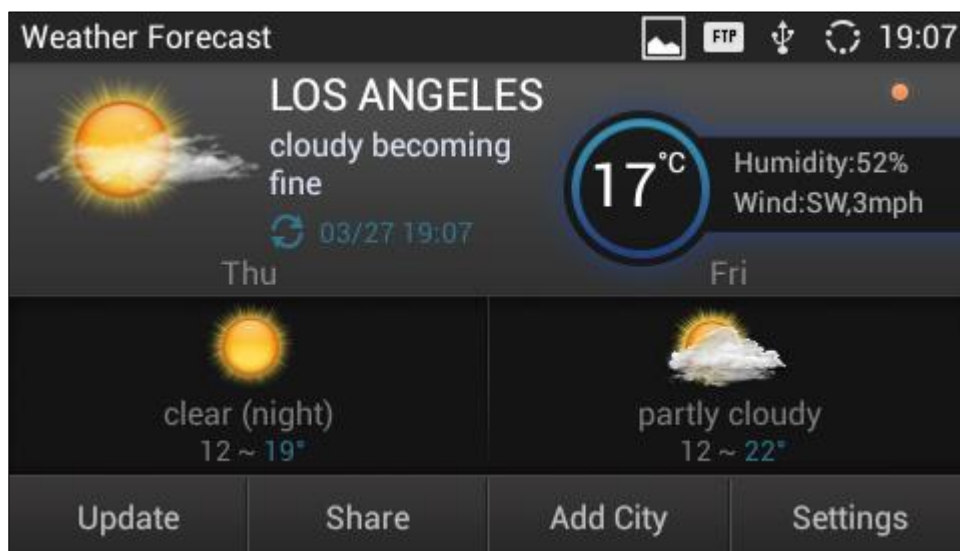 Weather Forecast
FTP
19:07
LOS ANGELES
cloudy becoming
fine
03/27 19:07
17°C
Humidity:52%
Wind:SW,3mph
Thu
Fri
clear (night)
12 ~ 19°
partly cloudy
12 ~ 22°
Update
Share
Add City
Settings